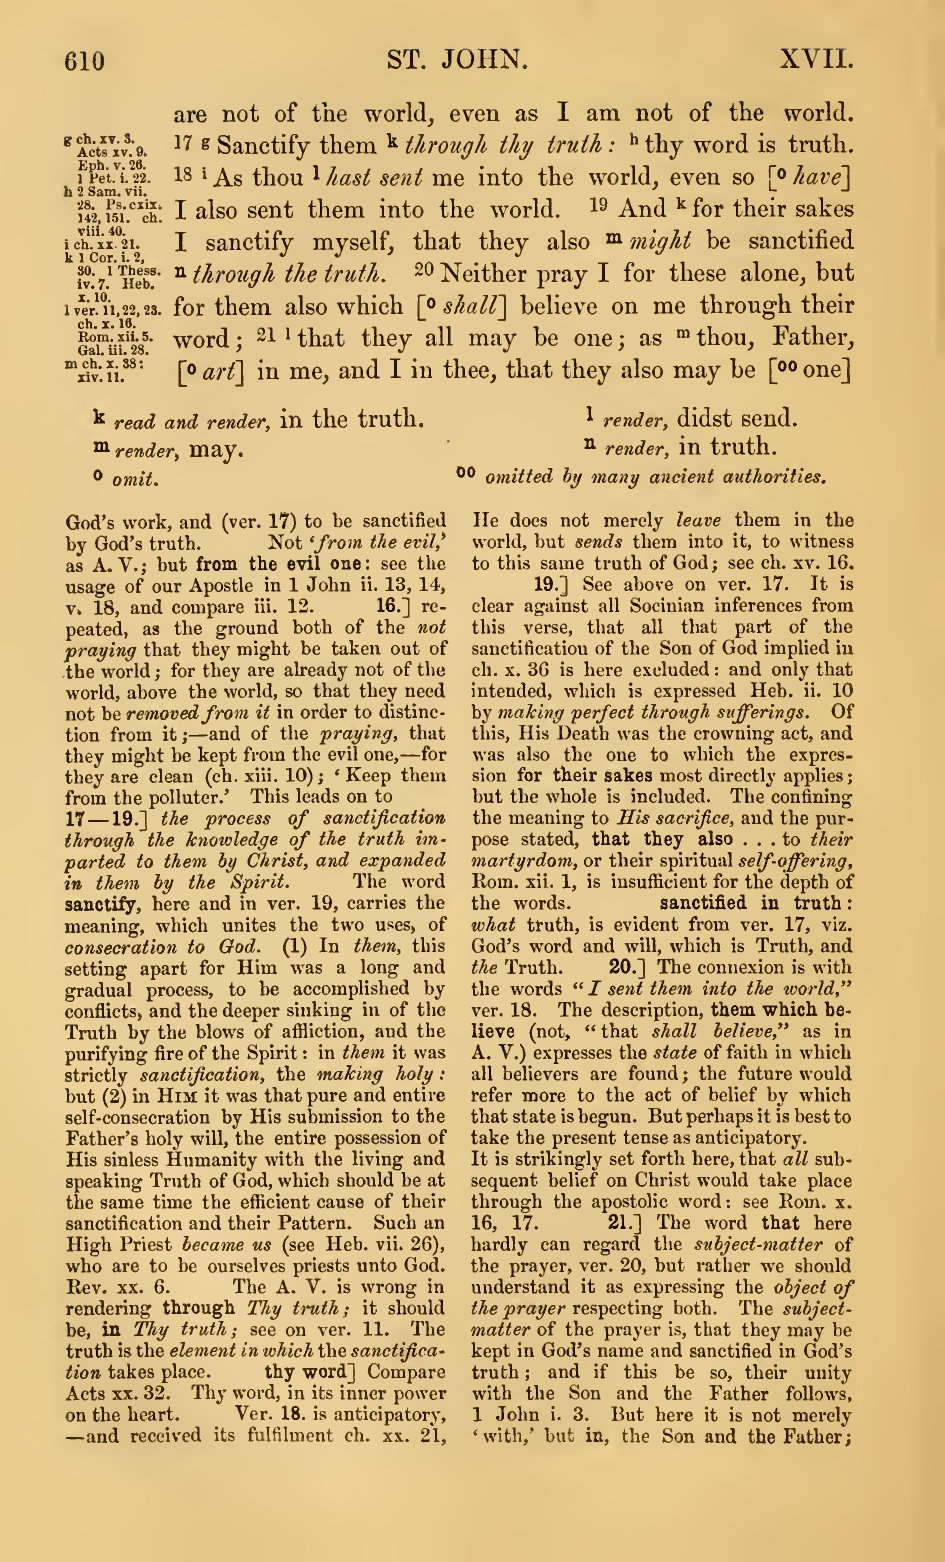 610 ST. JOHN. XVII.
are not of the world, even as I am not of the world.
17 g Sanctify them k through thy truth : h thy word is truth.
18 i As thou l hast sent me into the world, even so [o have]
I also sent them into the world. 19 And k for their sakes
I sanctify myself, that they also m might be sanctified
n through the truth. 20 Neither pray I for these alone, but
for them also which [o shall] believe on me through their
word ; 21 l that they all may be one ; as m thou, Father,
[o art] in me, and I in thee, that they also may be [oo one]
g ch. xv. 3.
Acts xv. 9.
Eph. v. 26.
1 Pet. i. 22.
h 2 Sam. vii.
28. Ps. cxix.
142, 151. ch.
viii. 40.
i ch. xx. 21.
k 1 Cor. i. 2,
30. 1 Thess.
iv. 7. Heb.
x. 10.
l ver. 11, 22, 23.
ch. x. 16.
Rom. xii. 5.
Gal. iii. 28.
m ch. x. 38:
xiv. 11.
k read and render, in the truth.
l render, didst send.
m render, may.
n render, in truth.
o omit.
oo omitted by many ancient authorities.
God's work, and (ver. 17) to be sanctified
by God's truth. Not 'from the evil,'
as A. V.; but from the evil one: see the
usage of our Apostle in 1 John ii. 13, 14,
v. 18, and compare iii. 12. 16.] re-
peated, as the ground both of the not
praying that they might be taken out of
the world ; for they are already not of the
world, above the world, so that they need
not be removed from it in order to distinc-
tion from it ;—and of the praying, that
they might be kept from the evil one,—for
they are clean (ch. xiii. 10) ; ' Keep them
from the polluter.' This leads on to
17—19.] the process of sanctification
through the knowledge of the truth im-
parted to them by Christ, and expanded
in them by the Spirit. The word
sanctify, here and in ver. 19, carries the
meaning, which unites the two uses, of
consecration to God. (1) In them, this
setting apart for Him was a long and
gradual process, to be accomplished by
conflicts, and the deeper sinking in of the
Truth by the blows of affliction, and the
purifying fire of the Spirit : in them it was
strictly sanctification, the making holy :
but (2) in HIM it was that pure and entire
self-consecration by His submission to the
Father's holy will, the entire possession of
His sinless Humanity with the living and
speaking Truth of God, which should be at
the same time the efficient cause of their
sanctification and their Pattern. Such an
High Priest became us (see Heb. vii. 26),
who are to be ourselves priests unto God.
Rev. xx. 6. The A. V. is wrong in
rendering through Thy truth ; it should
be, in Thy truth ; see on ver. 11. The
truth is the element in which the sanctifica-
tion takes place. thy word] Compare
Acts xx. 32. Thy word, in its inner power
on the heart. Ver. 18. is anticipatory,
—and received its fulfilment ch. xx. 21,
He does not merely leave them in the
world, but sends them into it, to witness
to this same truth of God ; see ch. xv. 16.
19.] See above on ver. 17. It is
clear against all Socinian inferences from
this verse, that all that part of the
sanctification of the Son of God implied in
ch. x. 36 is here excluded : and only that
intended, which is expressed Heb. ii. 10
by making perfect through sufferings. Of
this, His Death was the crowning act, and
was also the one to which the expres-
sion for their sakes most directly applies ;
but the whole is included. The confining
the meaning to His sacrifice, and the pur-
pose stated, that they also . . . to their
martyrdom, or their spiritual self-offering,
Rom. xii. 1, is insufficient for the depth of
the words. sanctified in truth :
what truth, is evident from ver. 17, viz.
God's word and will, which is Truth, and
the Truth. 20.] The connexion is with
the words " I sent them into the world,"
ver. 18. The description, them which be-
lieve (not, " that shall believe," as in
A. V.) expresses the state of faith in which
all believers are found ; the future would
refer more to the act of belief by which
that state is begun. But perhaps it is best to
take the present tense as anticipatory.
It is strikingly set forth here, that all sub-
sequent belief on Christ would take place
through the apostolic word : see Rom. x.
16, 17. 21.] The word that here
hardly can regard the subject-matter of
the prayer, ver. 20, but rather we should
understand it as expressing the object of
the prayer respecting both. The subject-
matter of the prayer is, that they may be
kept in God's name and sanctified in God's
truth ; and if this be so, their unity
with the Son and the Father follows,
1 John i. 3. But here it is not merely
' with,' but in, the Son and the Father ;